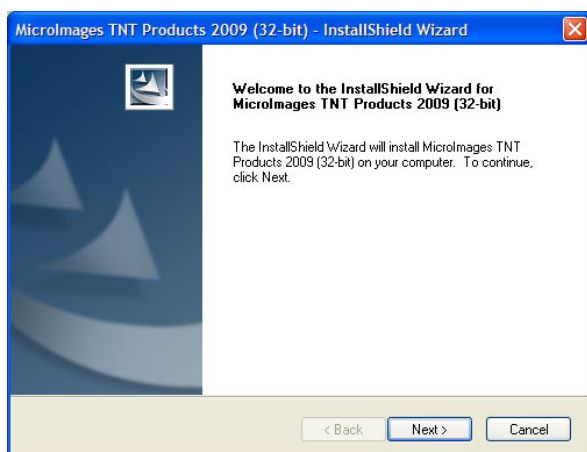 MicroImages TNT Products 2009 (32-bit) - InstallShield Wizard
Welcome to the InstallShield Wizard for
MicroImages TNT Products 2009 (32-bit)
The InstallShield Wizard will install MicroImages TNT
Products 2009 (32-bit) on your computer. To continue,
click Next.
< Back Next > Cancel